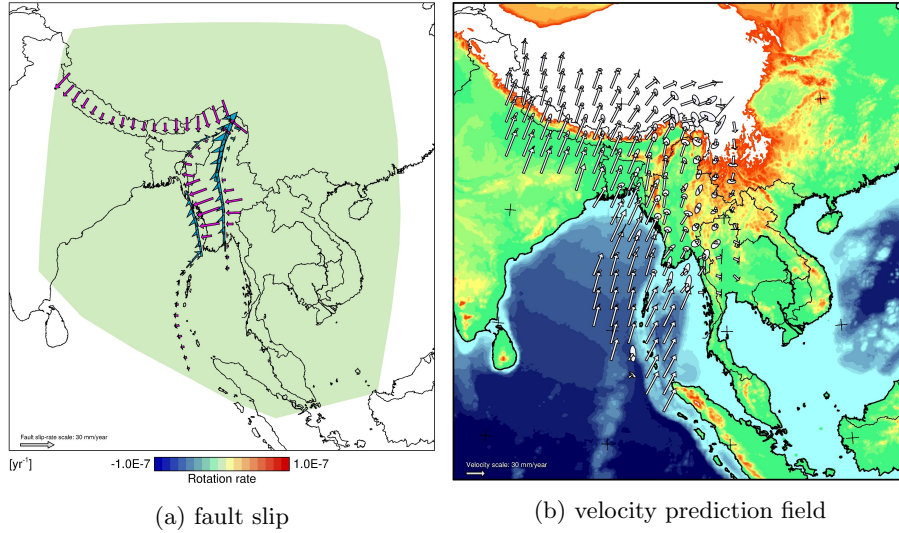 Fault slip-rate scale: 30 mm/year
Velocity scale: 30 mm/year
[yr⁻¹]
-1.0E-7
1.0E-7
Rotation rate
(a) fault slip
(b) velocity prediction field